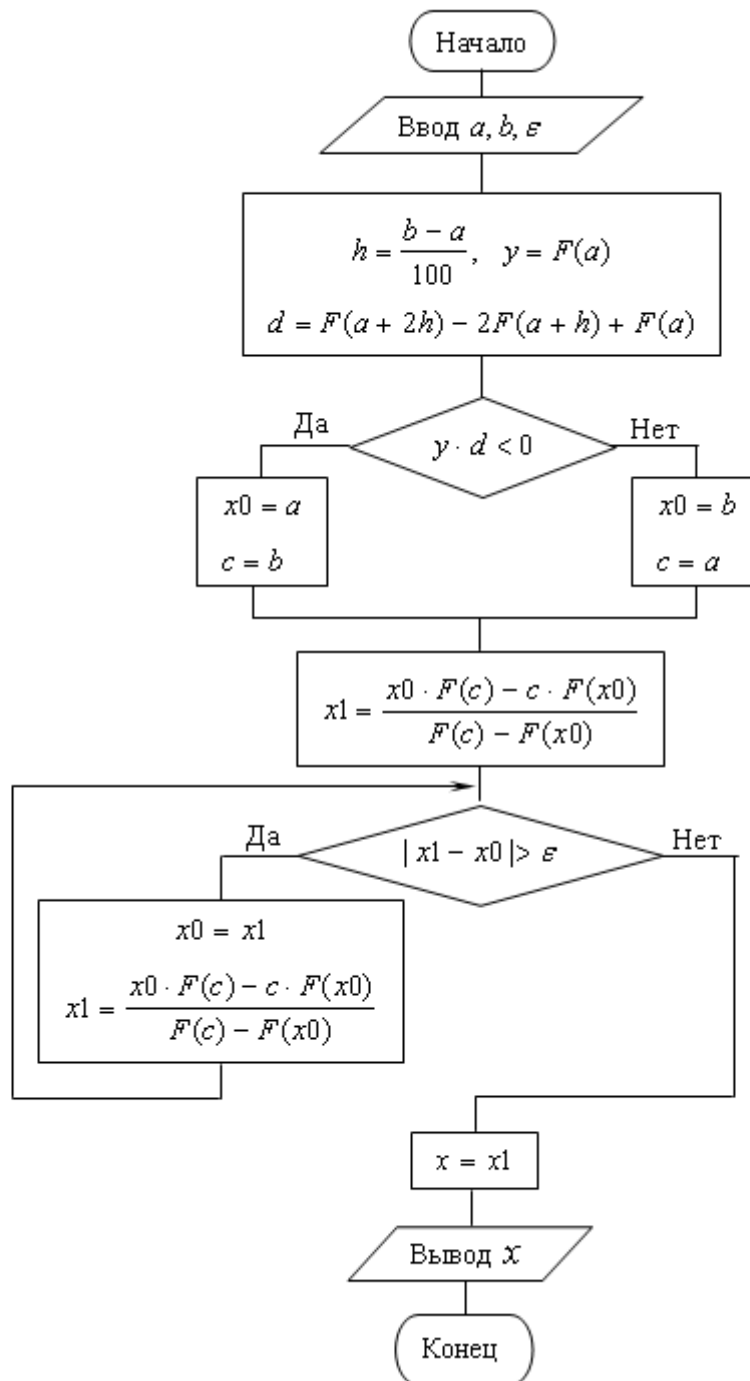 Начало
Ввод a, b, ε
h = (b − a)/100, y = F(a)
d = F(a + 2h) − 2F(a + h) + F(a)
Да
y · d < 0
Нет
x0 = a
c = b
x0 = b
c = a
x1 = (x0 · F(c) − c · F(x0))/(F(c) − F(x0))
Да
| x1 − x0 |> ε
Нет
x0 = x1
x1 = (x0 · F(c) − c · F(x0))/(F(c) − F(x0))
x = x1
Вывод x
Конец